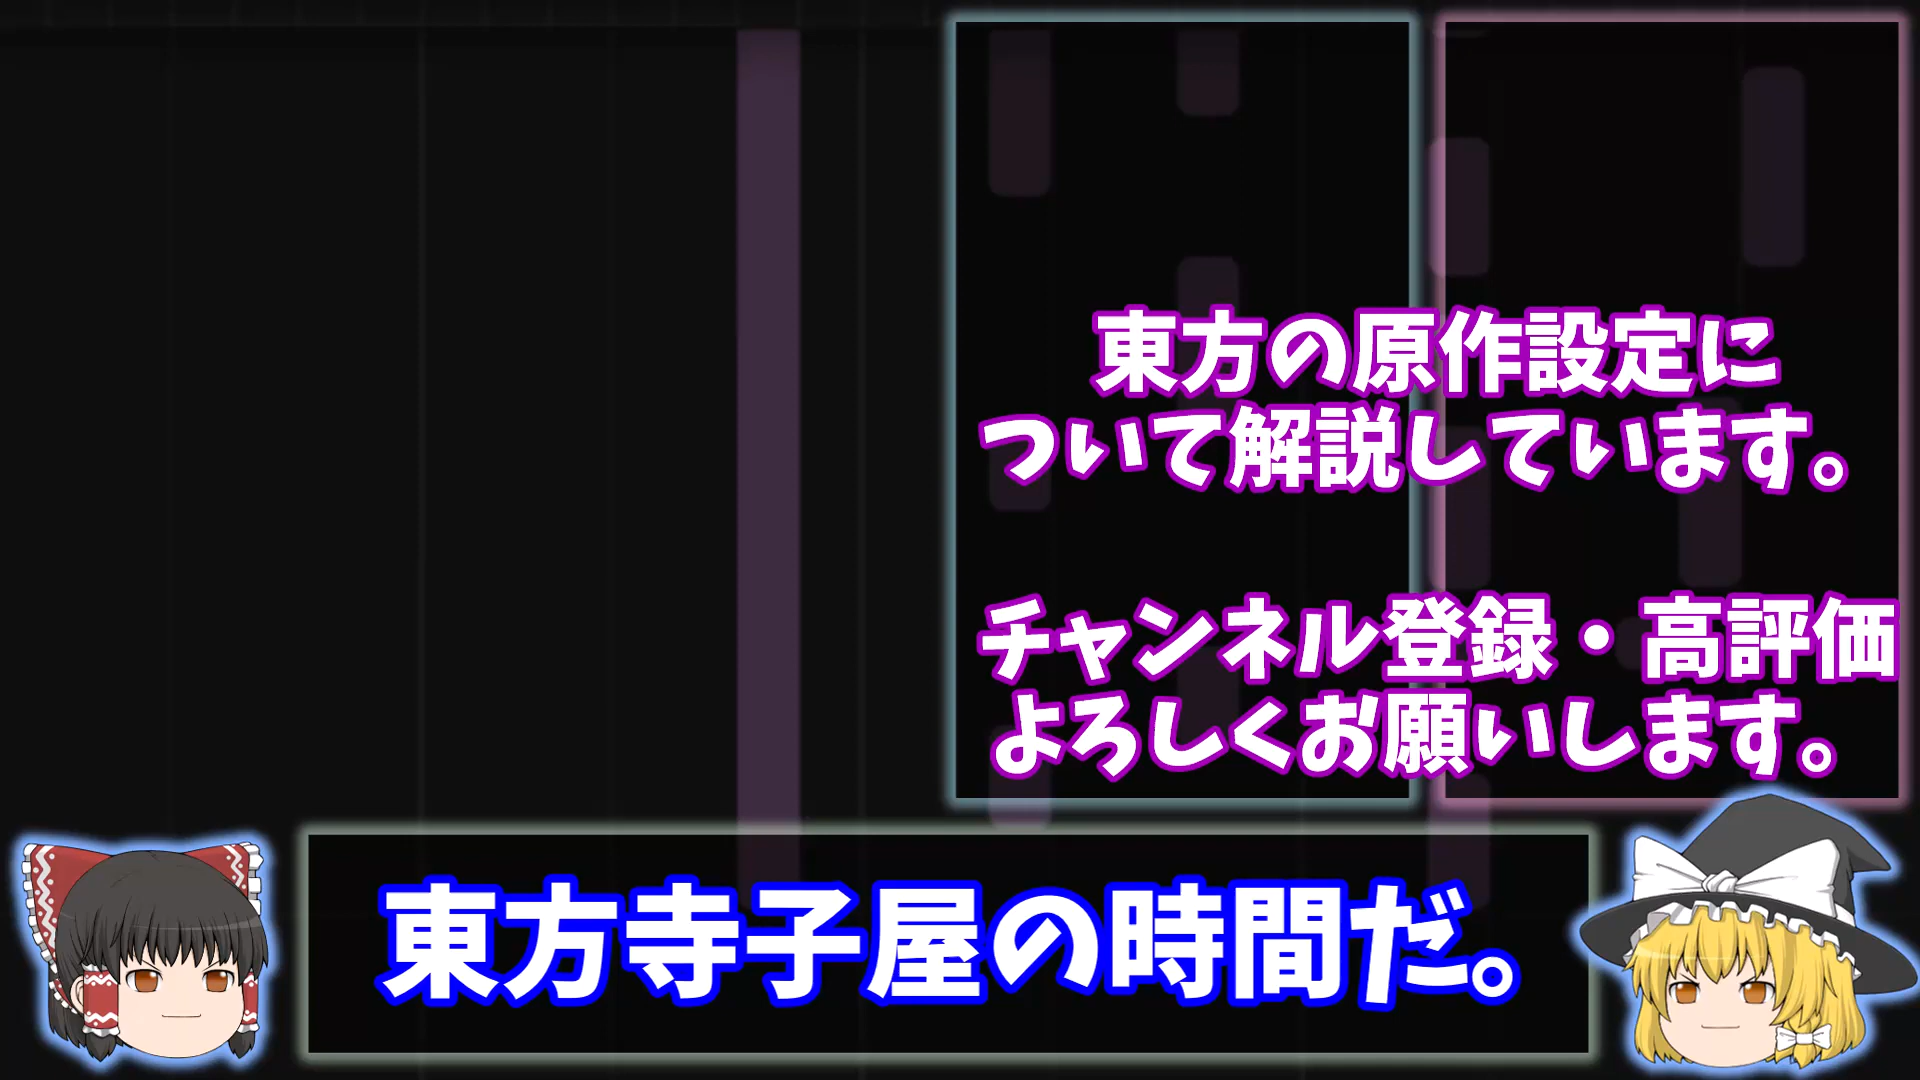 東方の原作設定に
ついて解説しています。
チャンネル登録・高評価
よろしくお願いします。
東方寺子屋の時間だ。